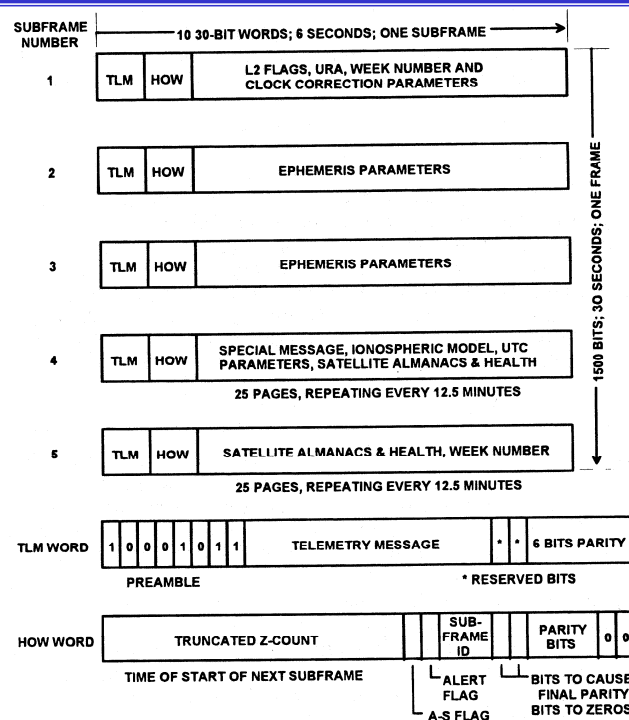 SUBFRAME
NUMBER
10 30-BIT WORDS; 6 SECONDS; ONE SUBFRAME
1
TLM
HOW
L2 FLAGS, URA, WEEK NUMBER AND
CLOCK CORRECTION PARAMETERS
2
TLM
HOW
EPHEMERIS PARAMETERS
3
TLM
HOW
EPHEMERIS PARAMETERS
1500 BITS; 30 SECONDS; ONE FRAME
4
TLM
HOW
SPECIAL MESSAGE, IONOSPHERIC MODEL, UTC
PARAMETERS, SATELLITE ALMANACS & HEALTH
25 PAGES, REPEATING EVERY 12.5 MINUTES
5
TLM
HOW
SATELLITE ALMANACS & HEALTH, WEEK NUMBER
25 PAGES, REPEATING EVERY 12.5 MINUTES
TLM WORD
1 0 0 0 1 0 1 1
TELEMETRY MESSAGE
* *
6 BITS PARITY
PREAMBLE
* RESERVED BITS
HOW WORD
TRUNCATED Z-COUNT
SUB-
FRAME
ID
PARITY
BITS
0 0
TIME OF START OF NEXT SUBFRAME
ALERT
FLAG
A-S FLAG
BITS TO CAUSE
FINAL PARITY
BITS TO ZEROS